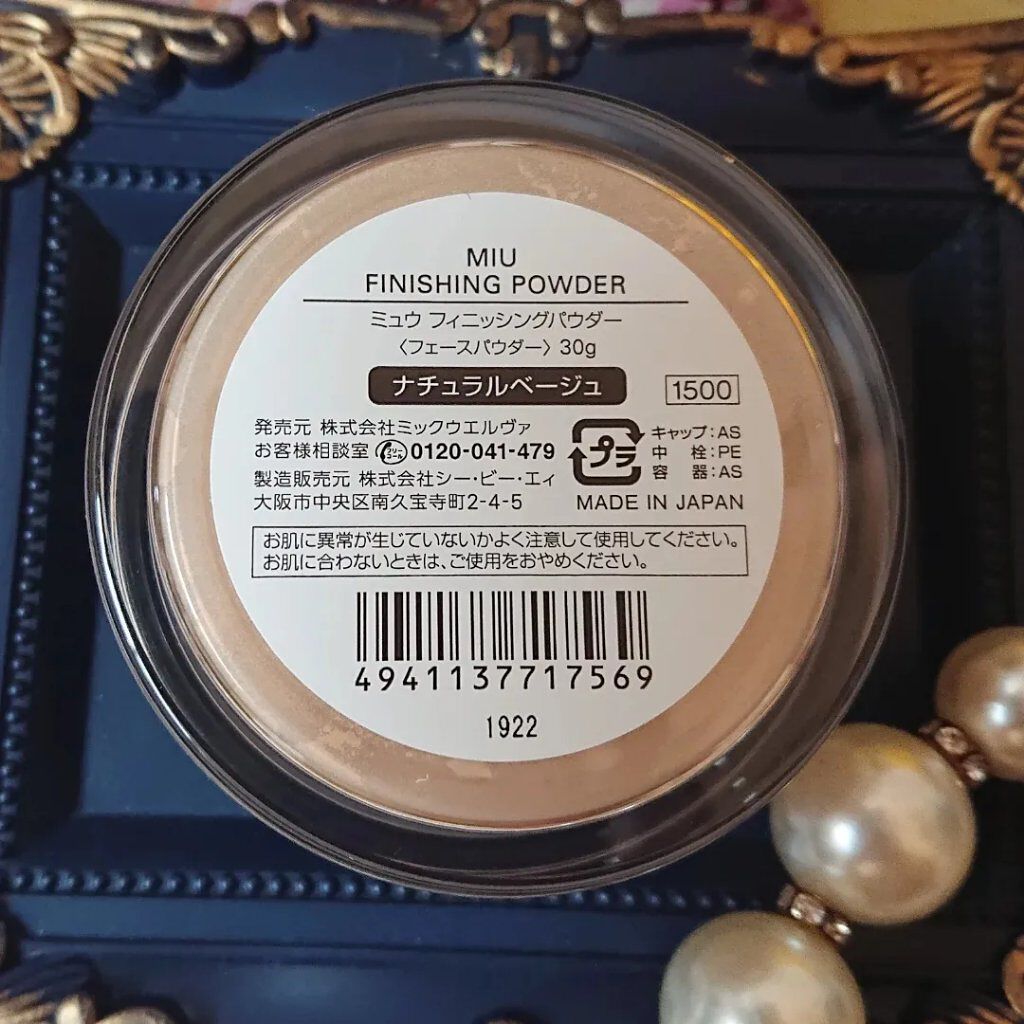 MIU
FINISHING POWDER
ミュウ フィニッシングパウダー
〈フェースパウダー〉 30g
ナチュラルベージュ
1500
発売元 株式会社ミックウエルヴァ
お客様相談室 0120-041-479
製造販売元 株式会社シー・ビー・エィ
大阪市中央区南久宝寺町2-4-5
プラ
キャップ:AS
中 栓:PE
容 器:AS
MADE IN JAPAN
お肌に異常が生じていないかよく注意して使用してください。
お肌に合わないときは、ご使用をおやめください。
4941137717569
1922